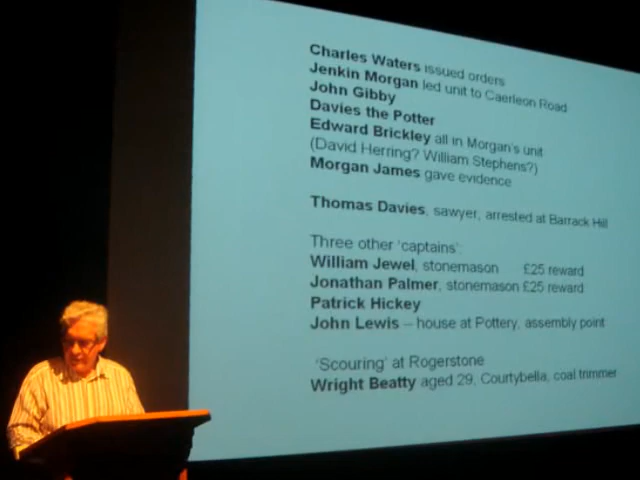 Charles Waters issued orders
Jenkin Morgan led unit to Caerleon Road
John Gibby
Davies the Potter
Edward Brickley all in Morgan's unit
(David Herring? William Stephens?)
Morgan James gave evidence
Thomas Davies, sawyer, arrested at Barrack Hill
Three other 'captains'
William Jewel, stonemason £25 reward
Jonathan Palmer, stonemason £25 reward
Patrick Hickey
John Lewis – house at Pottery, assembly point
'Scouring' at Rogerstone
Wright Beatty aged 29, Courtybella, coal trimmer